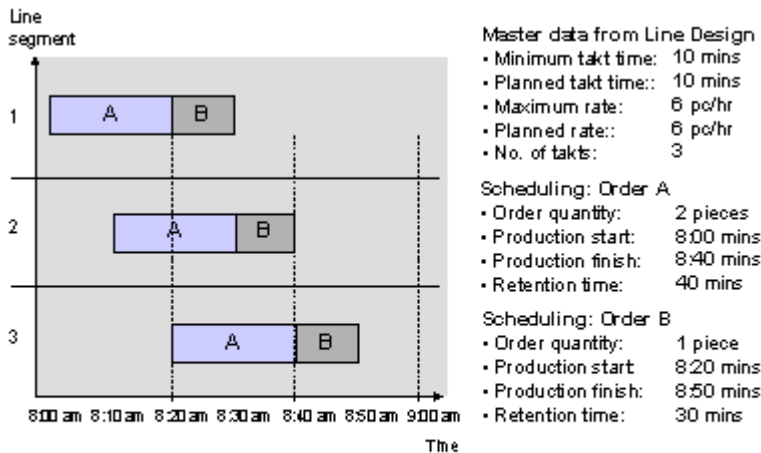 Line
segment
1
A
B
2
A
B
3
A
B
8:00 am 8:10 am 8:20 am 8:30 am 8:40 am 8:50 am 9:00 am
Time
Master data from Line Design
• Minimum takt time: 10 mins
• Planned takt time:: 10 mins
• Maximum rate: 6 pc/hr
• Planned rate:: 6 pc/hr
• No. of takts: 3
Scheduling: Order A
• Order quantity: 2 pieces
• Production start: 8:00 mins
• Production finish: 8:40 mins
• Retention time: 40 mins
Scheduling: Order B
• Order quantity: 1 piece
• Production start 8:20 mins
• Production finish: 8:50 mins
• Retention time: 30 mins